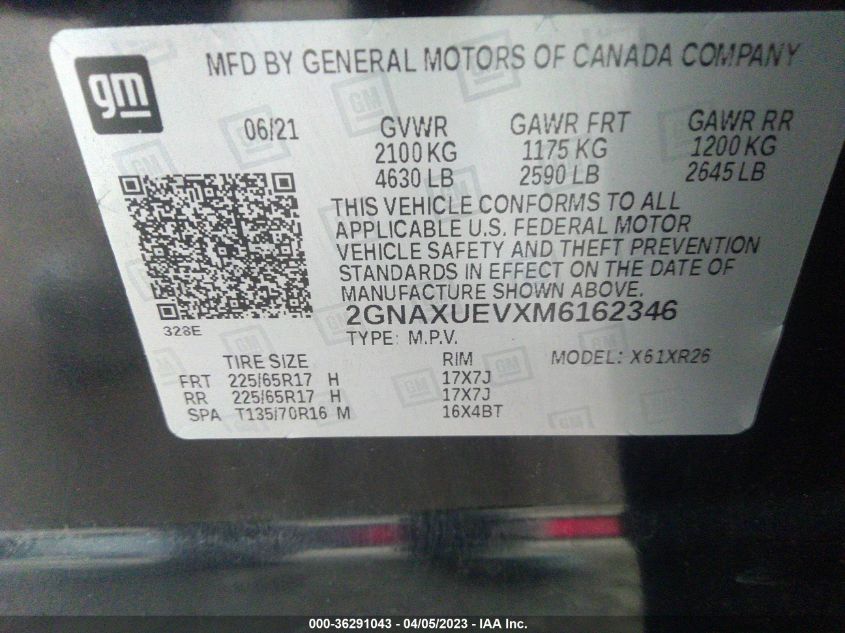 gm
MFD BY GENERAL MOTORS OF CANADA COMPANY
06/21 GVWR GAWR FRT GAWR RR
2100 KG 1175 KG 1200 KG
4630 LB 2590 LB 2645 LB
THIS VEHICLE CONFORMS TO ALL
APPLICABLE U.S. FEDERAL MOTOR
VEHICLE SAFETY AND THEFT PREVENTION
STANDARDS IN EFFECT ON THE DATE OF
MANUFACTURE SHOWN ABOVE.
328E
2GNAXUEVXM6162346
TYPE: M.P.V. MODEL: X61XR26
TIRE SIZE RIM
FRT 225/65R17 H 17X7J
RR 225/65R17 H 17X7J
SPA T135/70R16 M 16X4BT
000-36291043 - 04/05/2023 - IAA Inc.